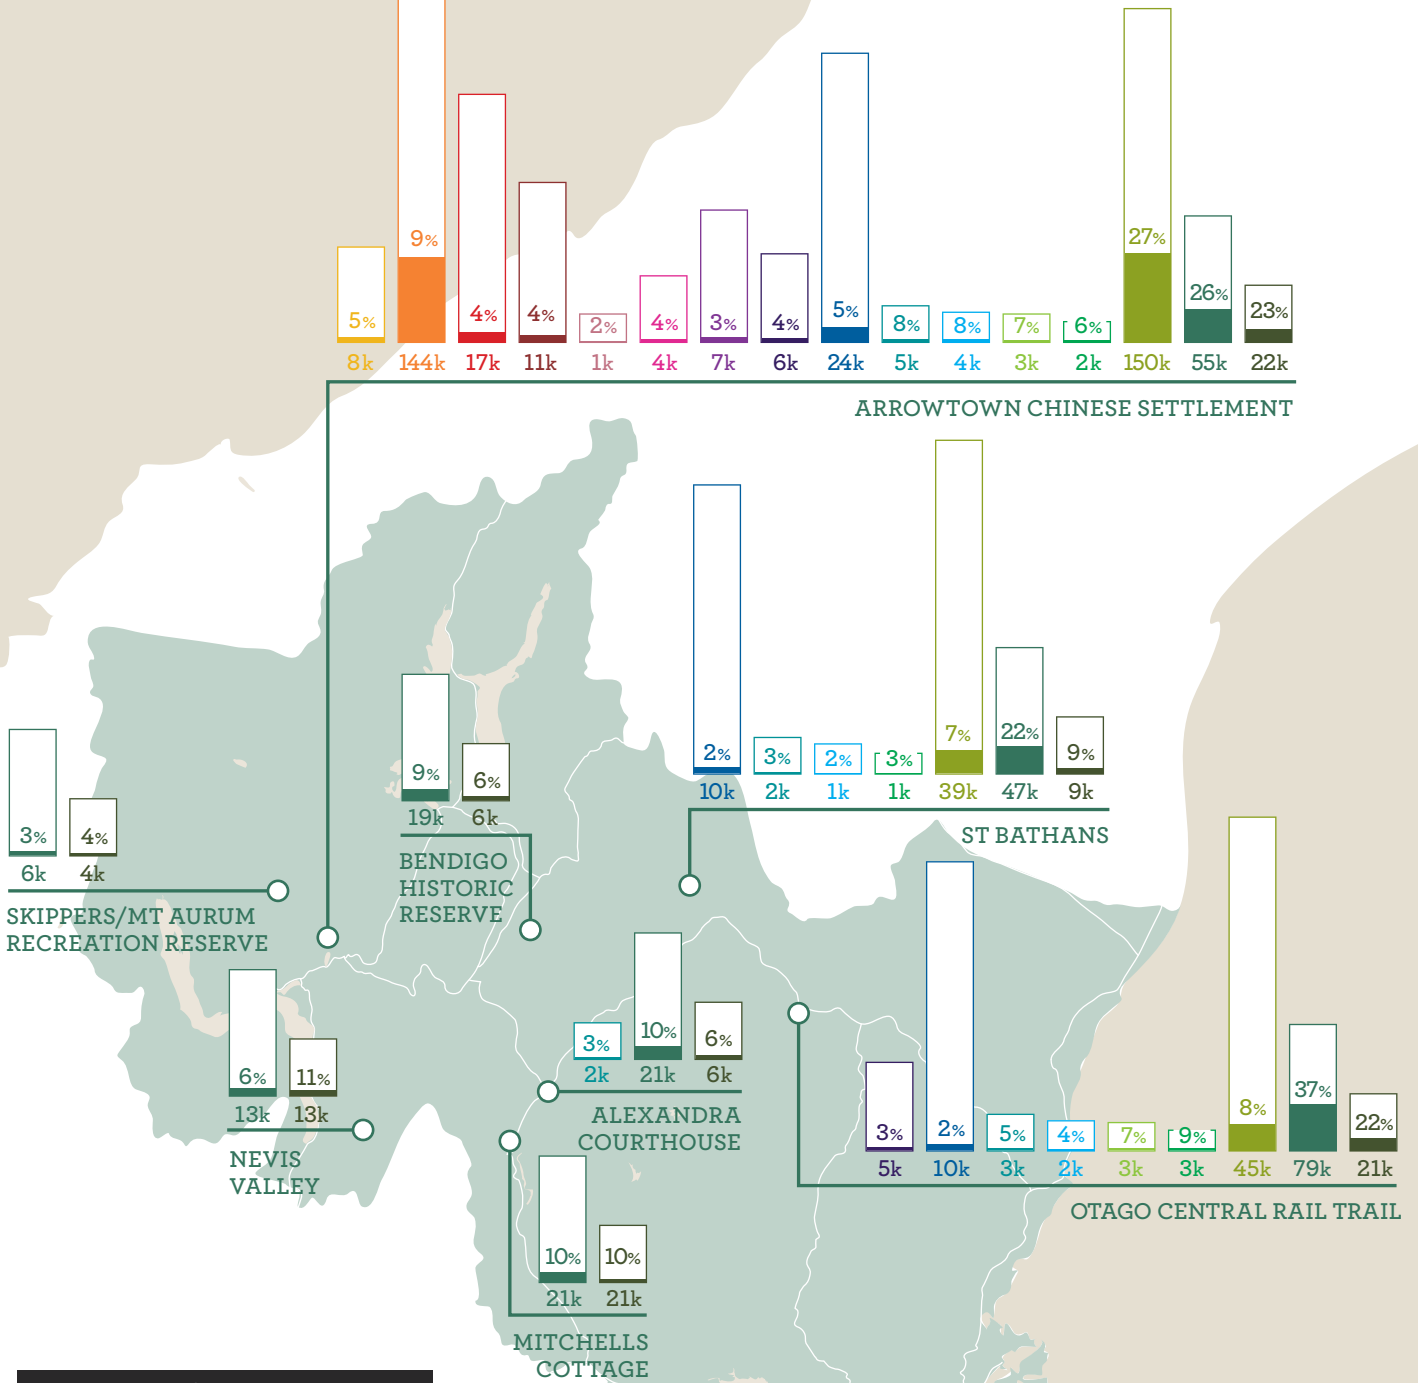 5% 9% 4% 4% 2% 4% 3% 4% 5% 8% 8% 7% 6% 27% 26% 23%
8k 144k 17k 11k 1k 4k 7k 6k 24k 5k 4k 3k 2k 150k 55k 22k
ARROWTOWN CHINESE SETTLEMENT
2% 3% 2% 3% 7% 22% 9%
10k 2k 1k 1k 39k 47k 9k
ST BATHANS
9% 6%
19k 6k
BENDIGO
HISTORIC
RESERVE
3% 4%
6k 4k
SKIPPERS/MT AURUM
RECREATION RESERVE
3% 10% 6%
2k 21k 6k
ALEXANDRA
COURTHOUSE
6% 11%
13k 13k
NEVIS
VALLEY
3% 2% 5% 4% 7% 9% 8% 37% 22%
5k 10k 3k 2k 3k 3k 45k 79k 21k
OTAGO CENTRAL RAIL TRAIL
10% 10%
21k 21k
MITCHELLS
COTTAGE